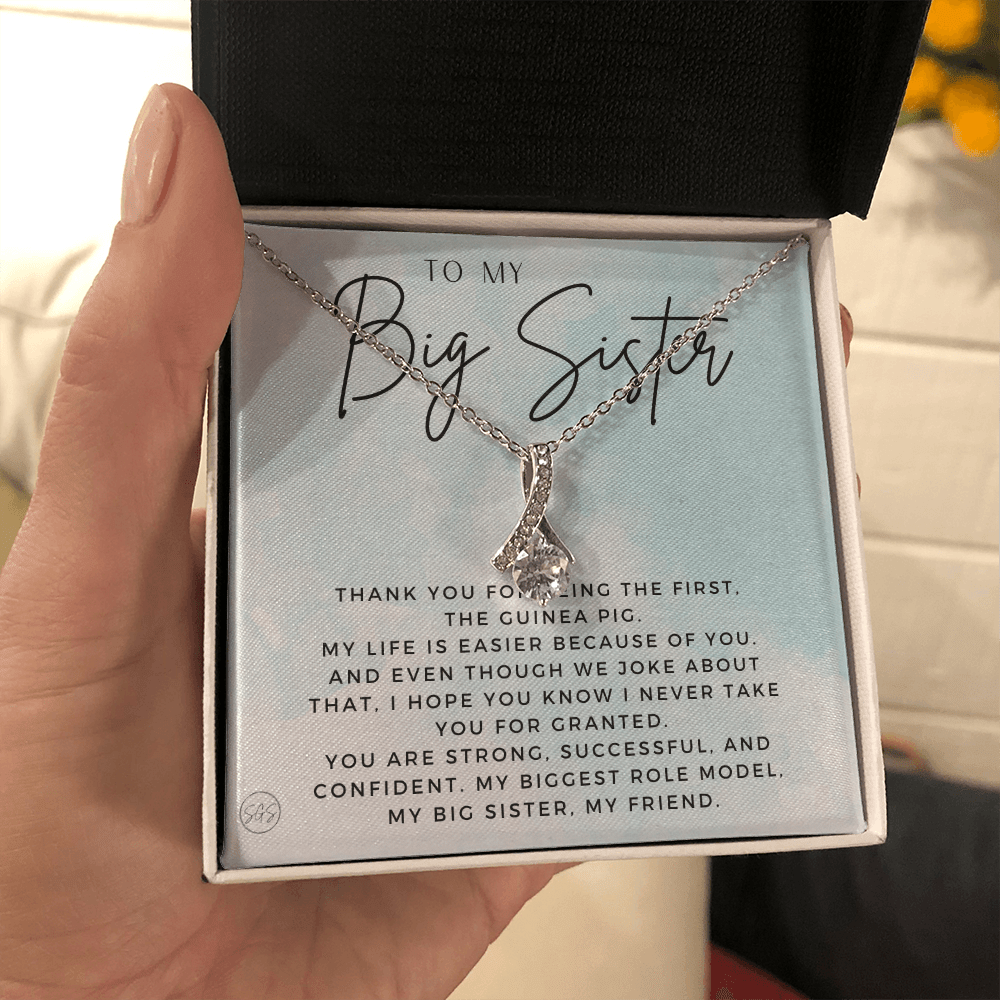 TO MY
Big Sister
THANK YOU FOR BEING THE FIRST,
THE GUINEA PIG.
MY LIFE IS EASIER BECAUSE OF YOU.
AND EVEN THOUGH WE JOKE ABOUT
THAT, I HOPE YOU KNOW I NEVER TAKE
YOU FOR GRANTED.
YOU ARE STRONG, SUCCESSFUL, AND
CONFIDENT. MY BIGGEST ROLE MODEL,
MY BIG SISTER, MY FRIEND.
SGS